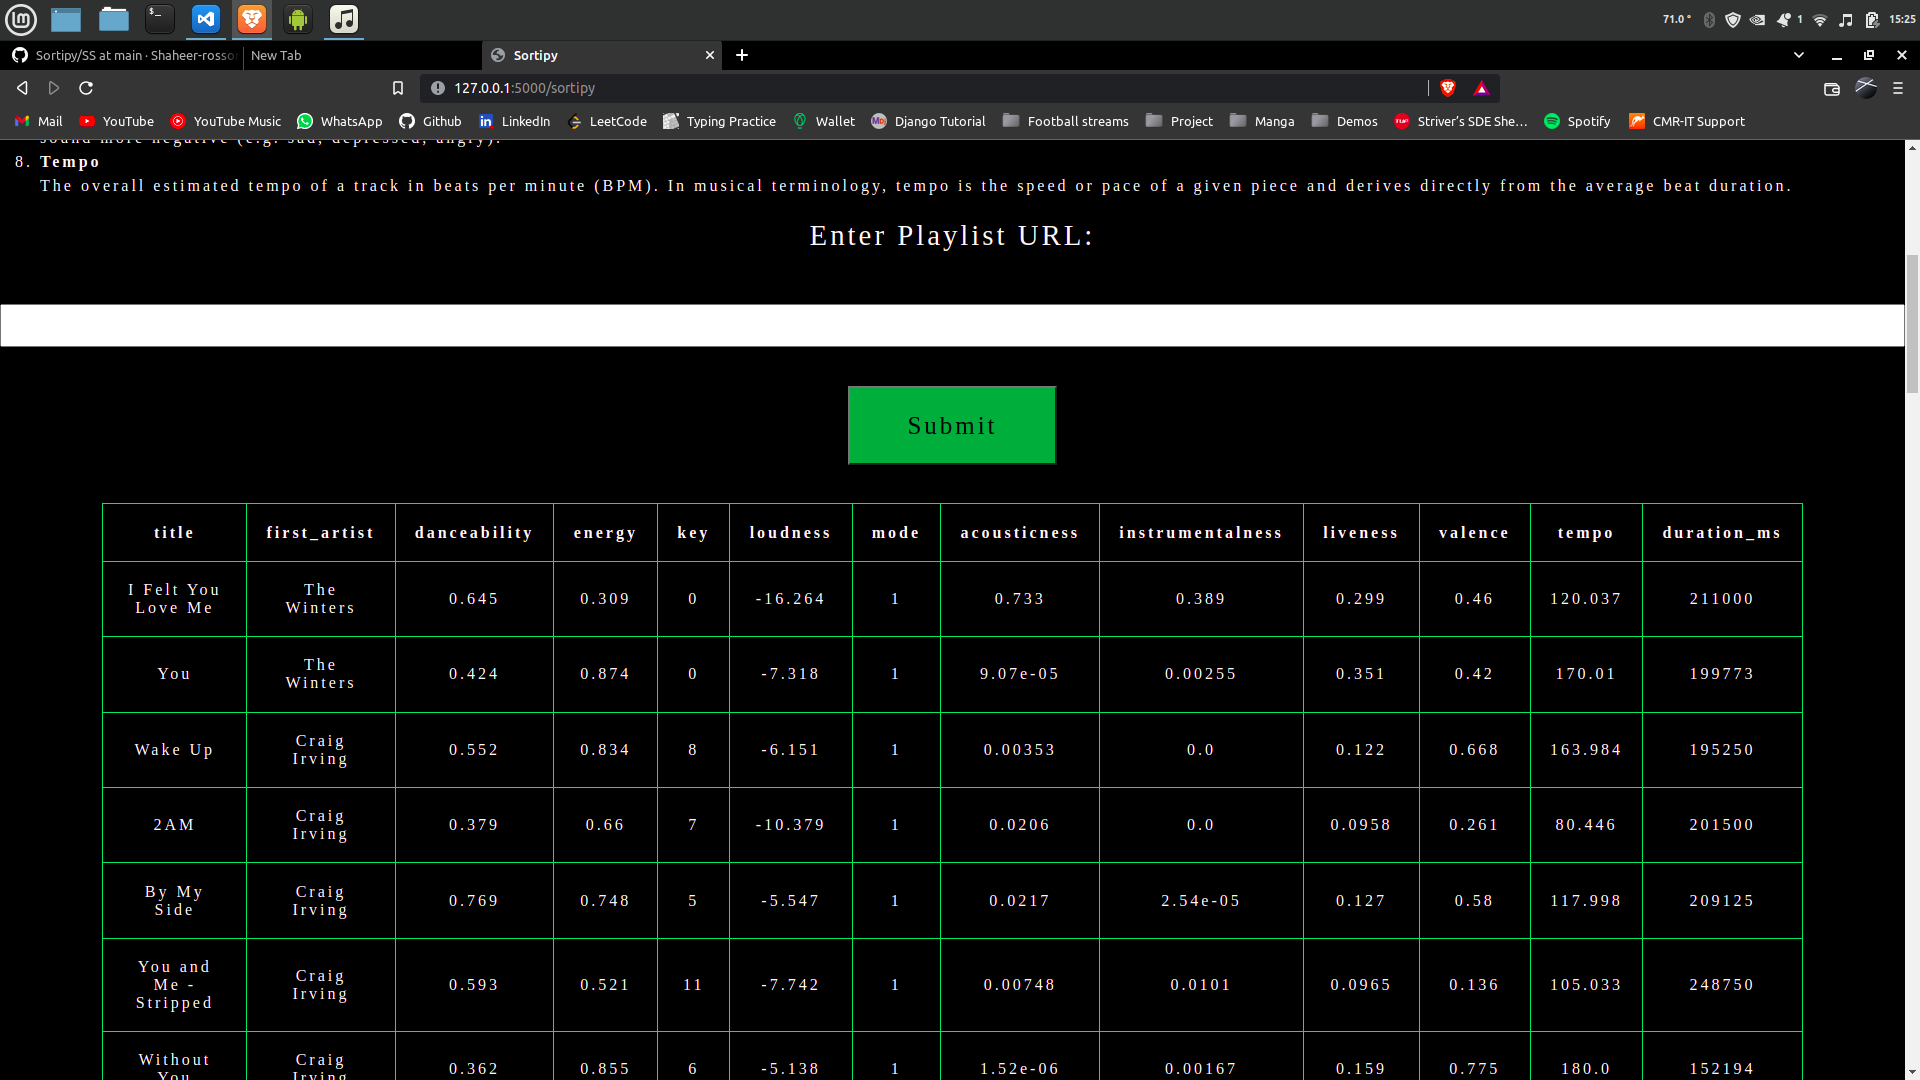 71.0 °
1
15:25
Sortipy/SS at main · Shaheer-rosso
New Tab
Sortipy
127.0.0.1:5000/sortipy
Mail YouTube YouTube Music WhatsApp Github LinkedIn LeetCode Typing Practice Wallet Django Tutorial Football streams Project Manga Demos Striver's SDE She... Spotify CMR-IT Support
sound more negative (e.g. sad, depressed, angry).
8. Tempo
The overall estimated tempo of a track in beats per minute (BPM). In musical terminology, tempo is the speed or pace of a given piece and derives directly from the average beat duration.
Enter Playlist URL:
Submit
title first_artist danceability energy key loudness mode acousticness instrumentalness liveness valence tempo duration_ms
I Felt You Love Me The Winters 0.645 0.309 0 -16.264 1 0.733 0.389 0.299 0.46 120.037 211000
You The Winters 0.424 0.874 0 -7.318 1 9.07e-05 0.00255 0.351 0.42 170.01 199773
Wake Up Craig Irving 0.552 0.834 8 -6.151 1 0.00353 0.0 0.122 0.668 163.984 195250
2AM Craig Irving 0.379 0.66 7 -10.379 1 0.0206 0.0 0.0958 0.261 80.446 201500
By My Side Craig Irving 0.769 0.748 5 -5.547 1 0.0217 2.54e-05 0.127 0.58 117.998 209125
You and Me - Stripped Craig Irving 0.593 0.521 11 -7.742 1 0.00748 0.0101 0.0965 0.136 105.033 248750
Without You Craig Irving 0.362 0.855 6 -5.138 1 1.52e-06 0.00167 0.159 0.775 180.0 152194